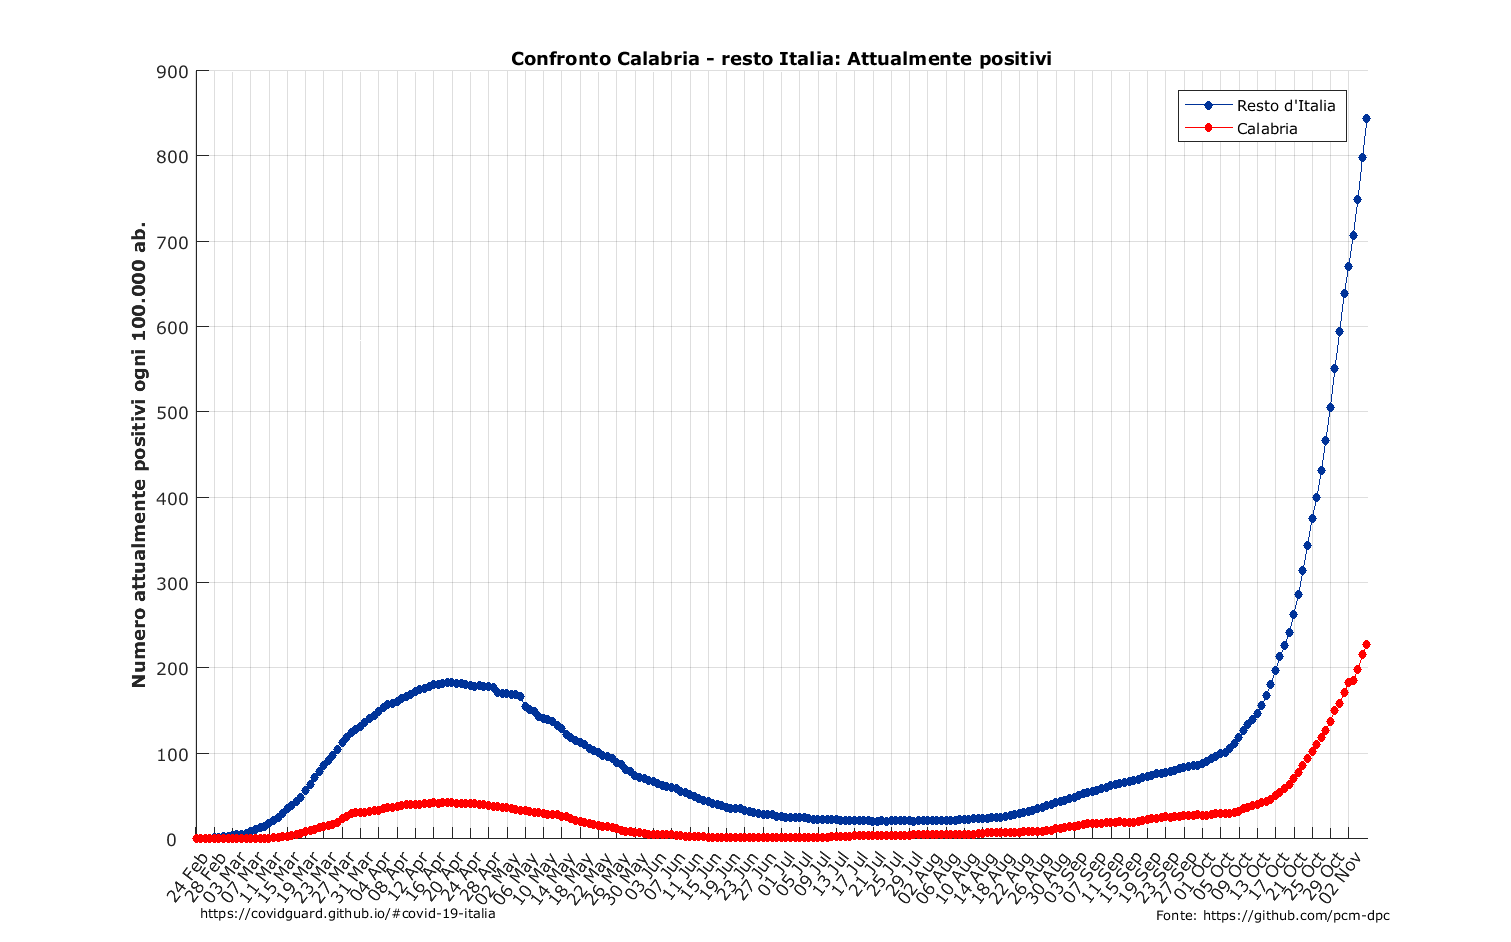 Confronto Calabria - resto Italia: Attualmente positivi
Numero attualmente positivi ogni 100.000 ab.
900
800
700
600
500
400
300
200
100
0
Resto d'Italia
Calabria
24 Feb
28 Feb
03 Mar
07 Mar
11 Mar
15 Mar
19 Mar
23 Mar
27 Mar
31 Mar
04 Apr
08 Apr
12 Apr
16 Apr
20 Apr
24 Apr
28 Apr
02 May
06 May
10 May
14 May
18 May
22 May
26 May
30 May
03 Jun
07 Jun
11 Jun
15 Jun
19 Jun
23 Jun
27 Jun
01 Jul
05 Jul
09 Jul
13 Jul
17 Jul
21 Jul
25 Jul
29 Jul
02 Aug
06 Aug
10 Aug
14 Aug
18 Aug
22 Aug
26 Aug
30 Aug
03 Sep
07 Sep
11 Sep
15 Sep
19 Sep
23 Sep
27 Sep
01 Oct
05 Oct
09 Oct
13 Oct
17 Oct
21 Oct
25 Oct
29 Oct
02 Nov
https://covidguard.github.io/#covid-19-italia
Fonte: https://github.com/pcm-dpc